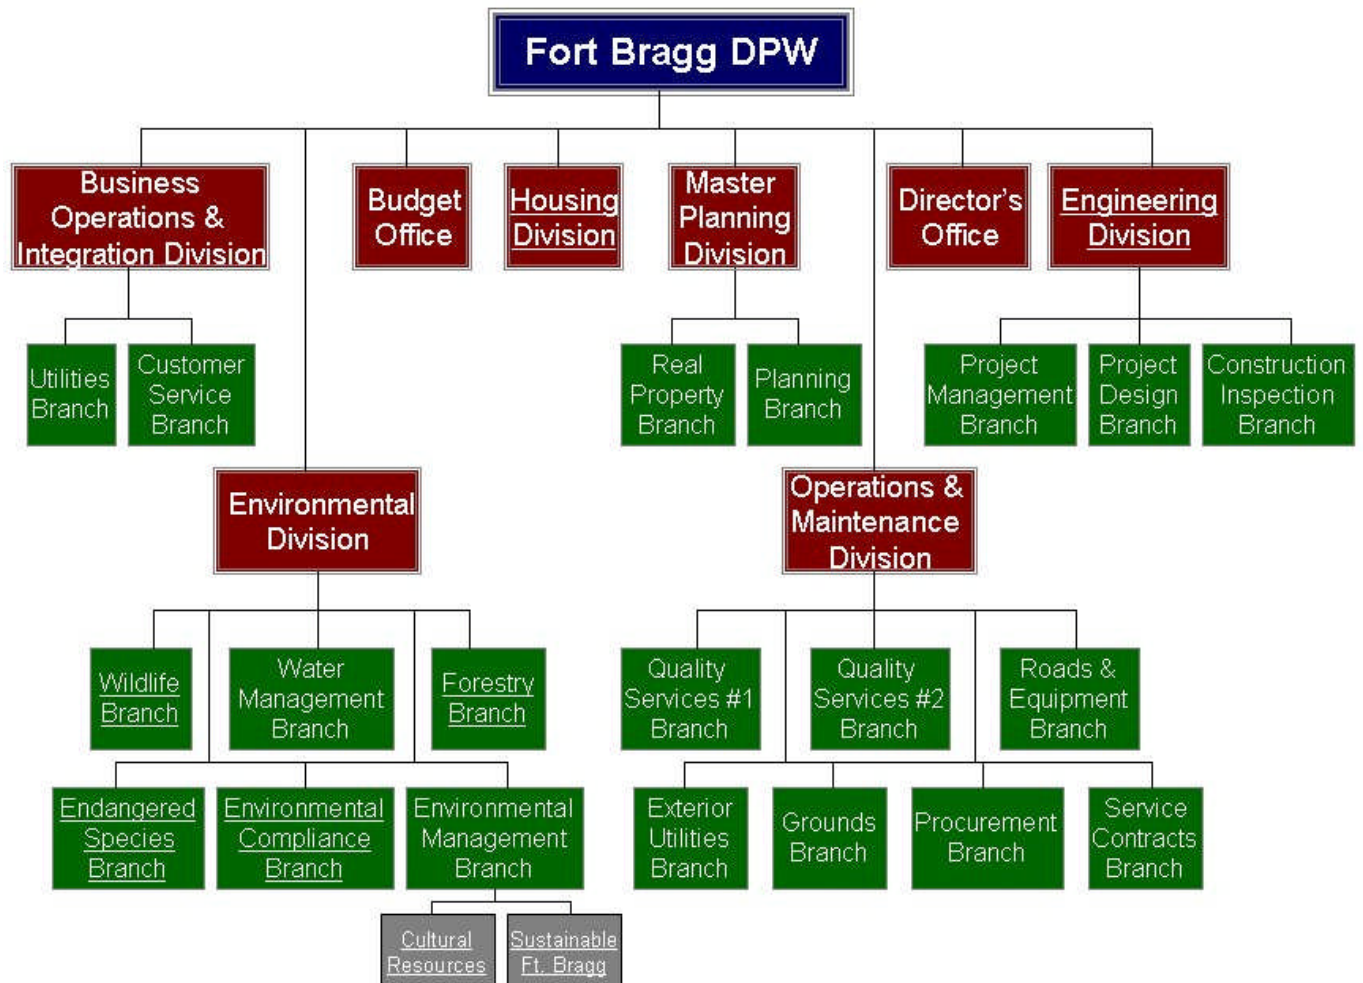 Fort Bragg DPW
Business
Operations &
Integration Division
Budget
Office
Housing
Division
Master
Planning
Division
Director's
Office
Engineering
Division
Utilities
Branch
Customer
Service
Branch
Real
Property
Branch
Planning
Branch
Project
Management
Branch
Project
Design
Branch
Construction
Inspection
Branch
Environmental
Division
Operations &
Maintenance
Division
Wildlife
Branch
Water
Management
Branch
Forestry
Branch
Quality
Services #1
Branch
Quality
Services #2
Branch
Roads &
Equipment
Branch
Endangered
Species
Branch
Environmental
Compliance
Branch
Environmental
Management
Branch
Exterior
Utilities
Branch
Grounds
Branch
Procurement
Branch
Service
Contracts
Branch
Cultural
Resources
Sustainable
Ft. Bragg